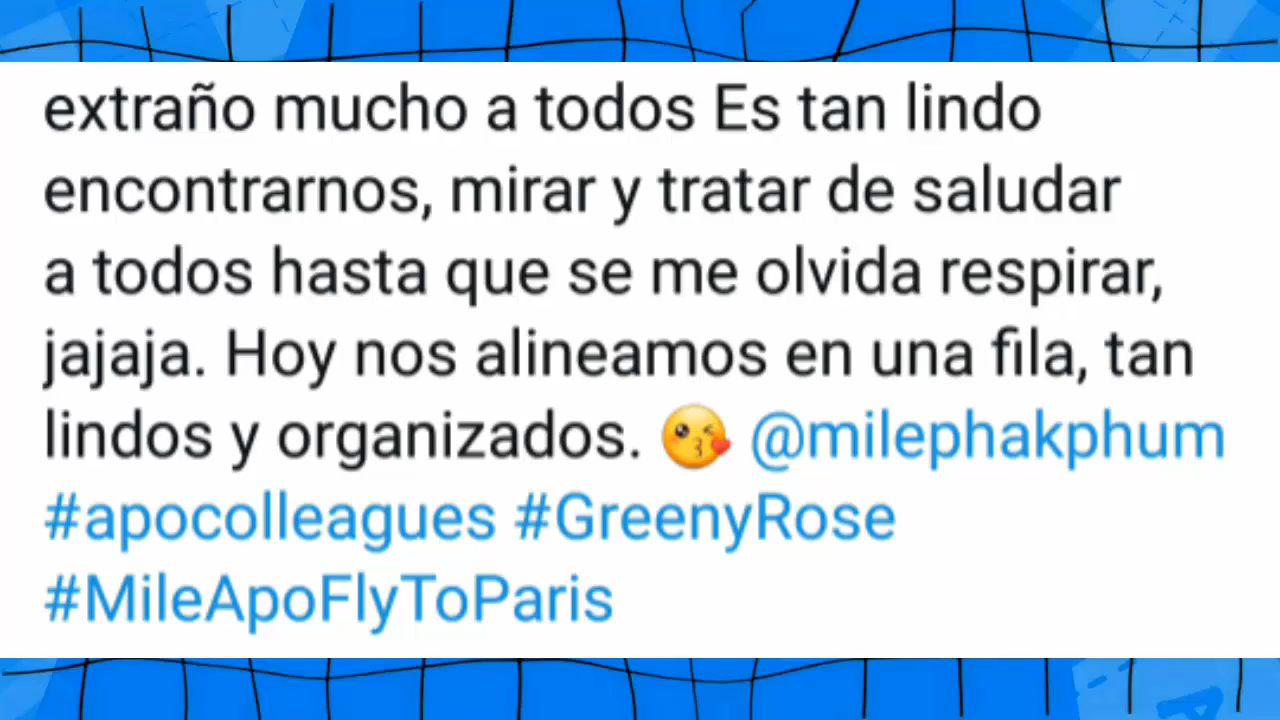 extraño mucho a todos Es tan lindo
encontrarnos, mirar y tratar de saludar
a todos hasta que se me olvida respirar,
jajaja. Hoy nos alineamos en una fila, tan
lindos y organizados. 😘 @milephakphum
#apocolleagues #GreenyRose
#MileApoFlyToParis